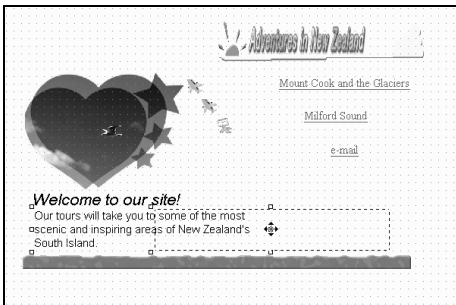 Adventures in New Zealand
Mount Cook and the Glaciers
Milford Sound
e-mail
Welcome to our site!
Our tours will take you to some of the most
scenic and inspiring areas of New Zealand's
South Island.